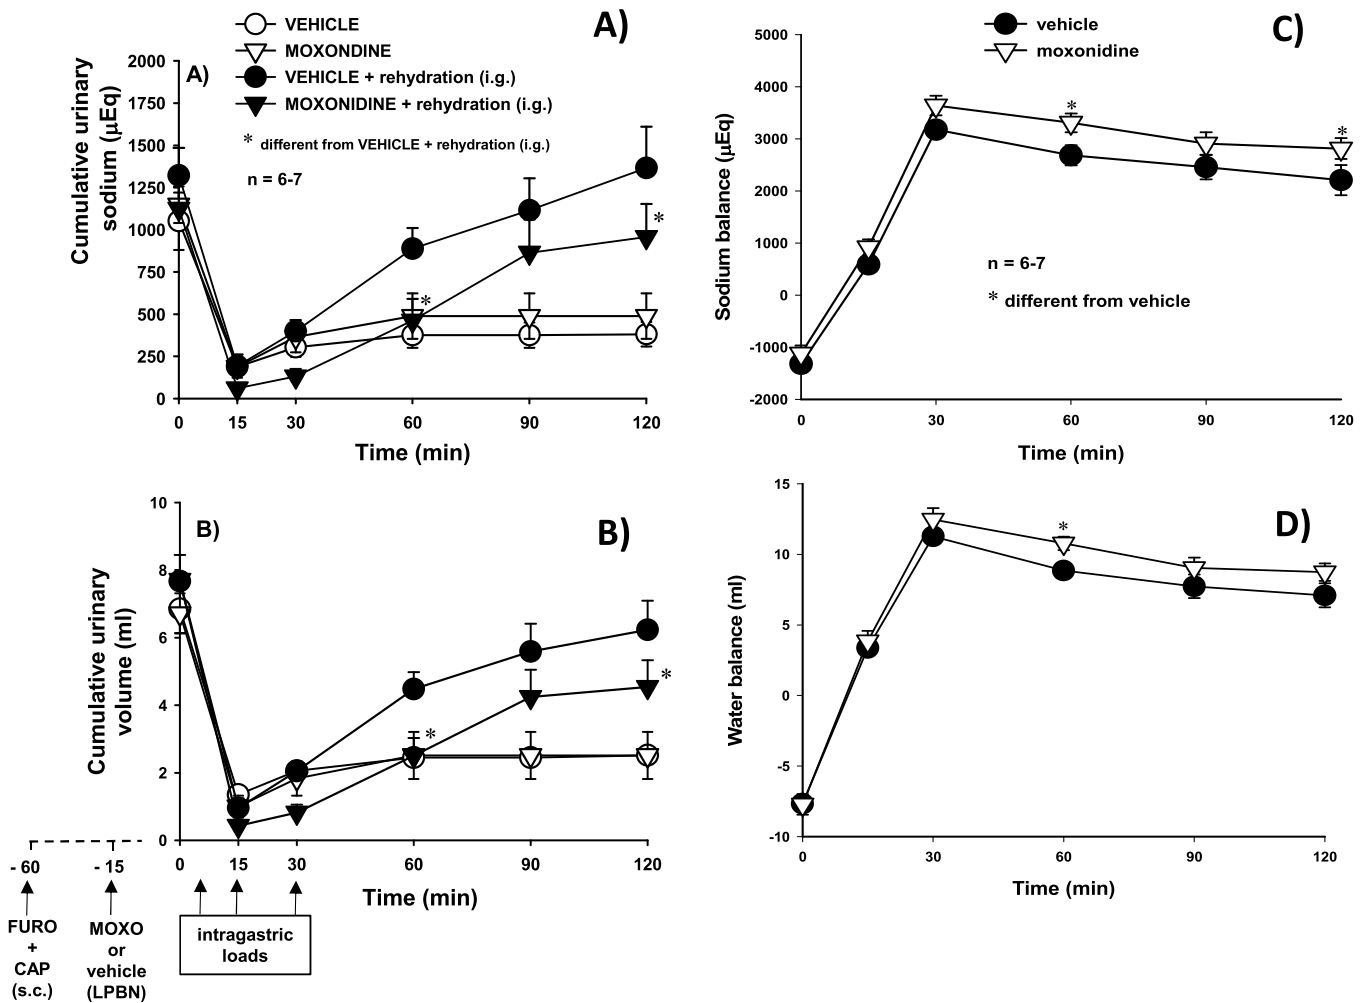 VEHICLE
MOXONDINE
VEHICLE + rehydration (i.g.)
MOXONIDINE + rehydration (i.g.)
* different from VEHICLE + rehydration (i.g.)
n = 6-7
A)
A)
Cumulative urinary
sodium (µEq)
2000
1750
1500
1250
1000
750
500
250
0
*
*
0 15 30 60 90 120
Time (min)
vehicle
moxonidine
C)
Sodium balance (µEq)
5000
4000
3000
2000
1000
0
-1000
-2000
*
*
n = 6-7
* different from vehicle
0 30 60 90 120
Time (min)
B)
B)
Cumulative urinary
volume (ml)
10
8
6
4
2
0
*
*
0 15 30 60 90 120
Time (min)
- 60
- 15
FURO
+
CAP
(s.c.)
MOXO
or
vehicle
(LPBN)
intragastric
loads
D)
Water balance (ml)
15
10
5
0
-5
-10
*
0 30 60 90 120
Time (min)